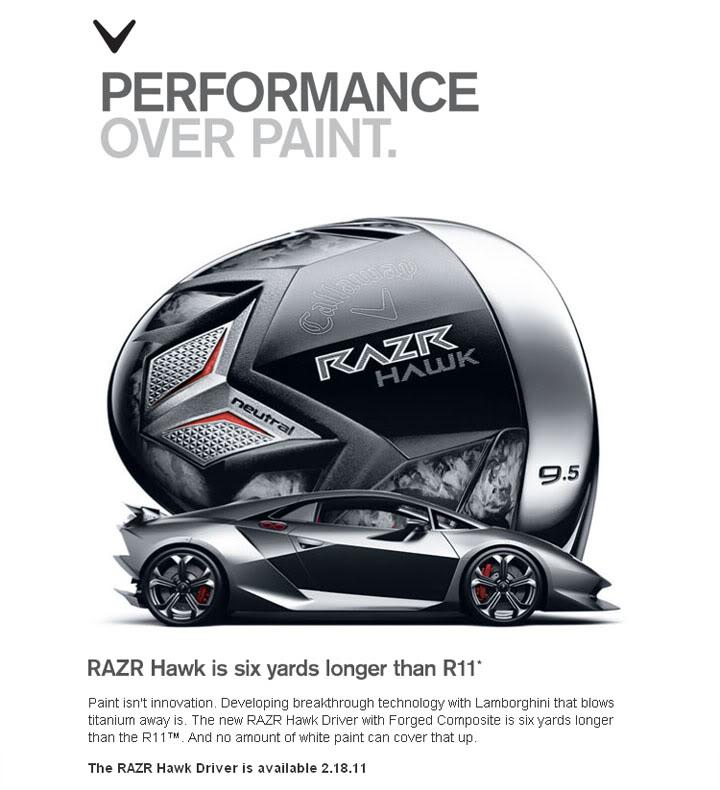 PERFORMANCE
OVER PAINT.
Callaway
RAZR
HAWK
neutral
9.5
RAZR Hawk is six yards longer than R11*
Paint isn't innovation. Developing breakthrough technology with Lamborghini that blows
titanium away is. The new RAZR Hawk Driver with Forged Composite is six yards longer
than the R11™. And no amount of white paint can cover that up.
The RAZR Hawk Driver is available 2.18.11